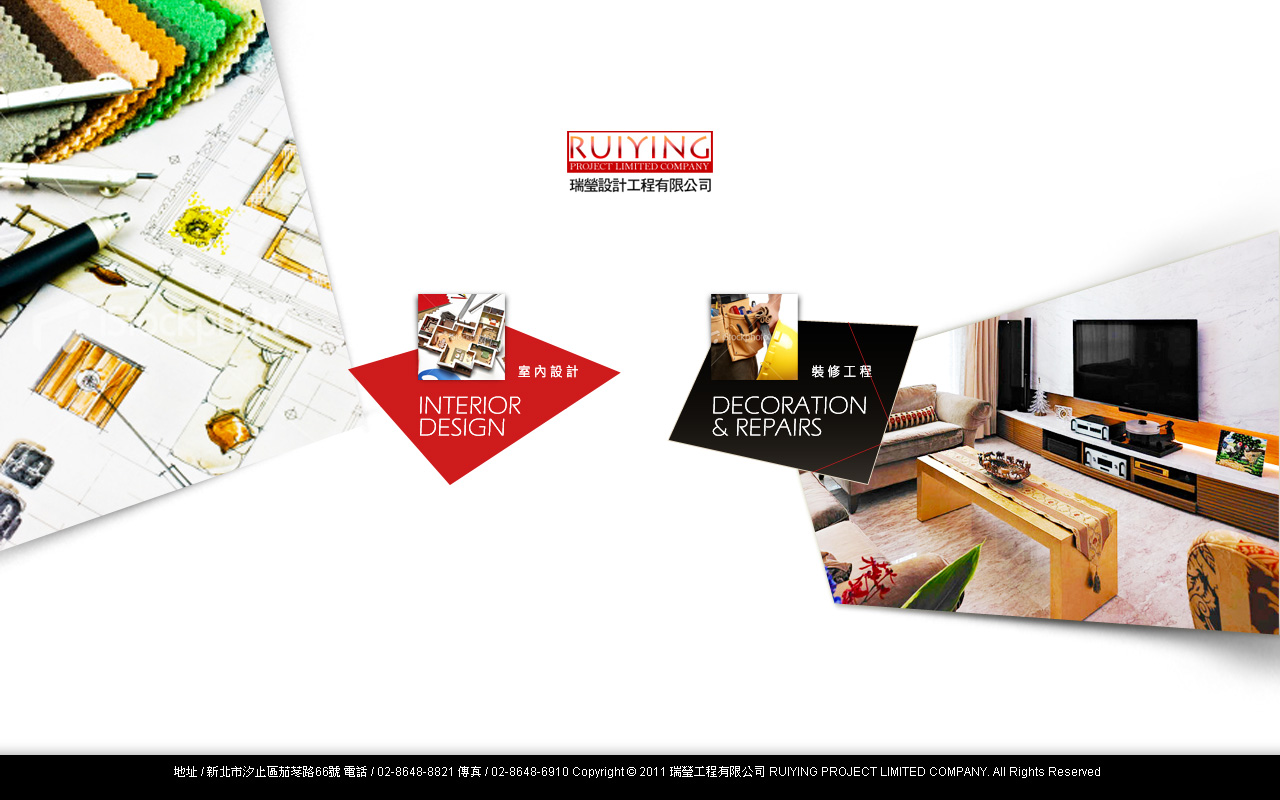 RUIYING
PROJECT LIMITED COMPANY
瑞瑩設計工程有限公司
室內設計
INTERIOR
DESIGN
裝修工程
DECORATION
& REPAIRS
地址 / 新北市汐止區茄苳路66號 電話 / 02-8648-8821 傳真 / 02-8648-6910 Copyright © 2011 瑞瑩工程有限公司 RUIYING PROJECT LIMITED COMPANY. All Rights Reserved